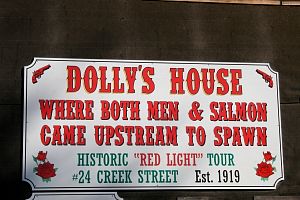 DOLLY'S HOUSE
WHERE BOTH MEN & SALMON
CAME UPSTREAM TO SPAWN
HISTORIC "RED LIGHT" TOUR
#24 CREEK STREET Est. 1919